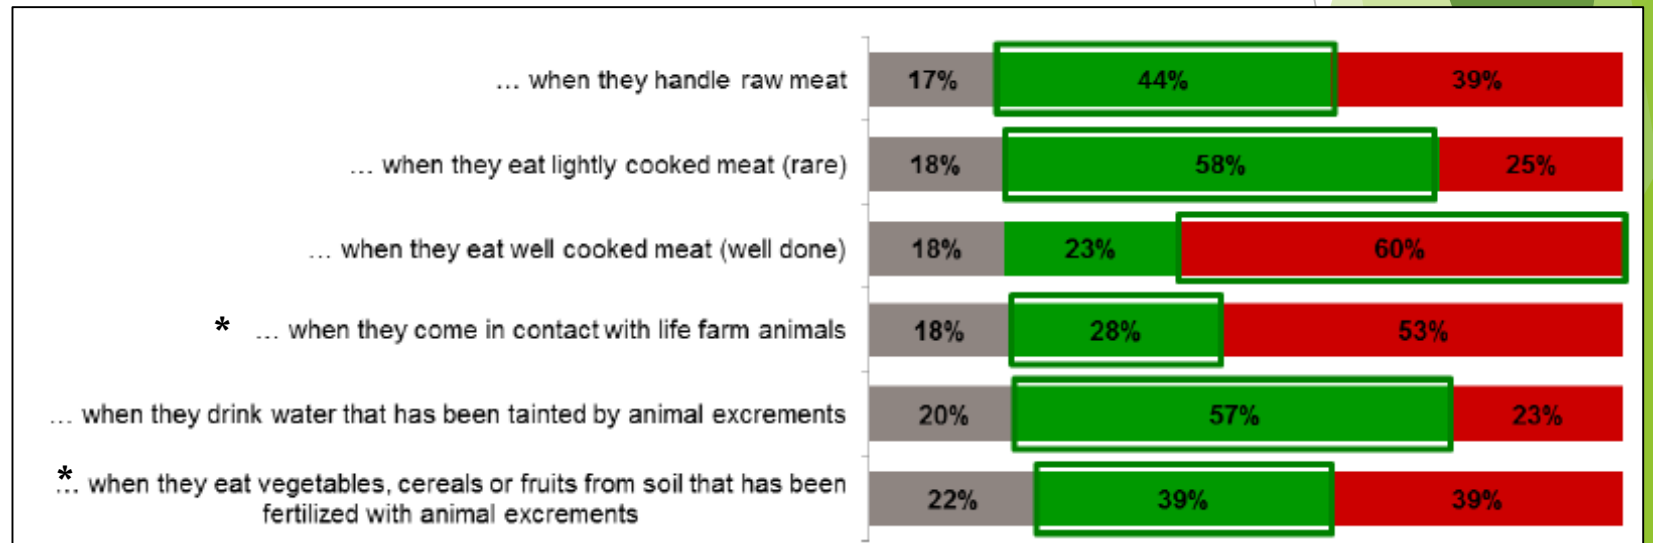 ... when they handle raw meat 17% 44% 39%
... when they eat lightly cooked meat (rare) 18% 58% 25%
... when they eat well cooked meat (well done) 18% 23% 60%
* ... when they come in contact with life farm animals 18% 28% 53%
... when they drink water that has been tainted by animal excrements 20% 57% 23%
* ... when they eat vegetables, cereals or fruits from soil that has been
fertilized with animal excrements 22% 39% 39%